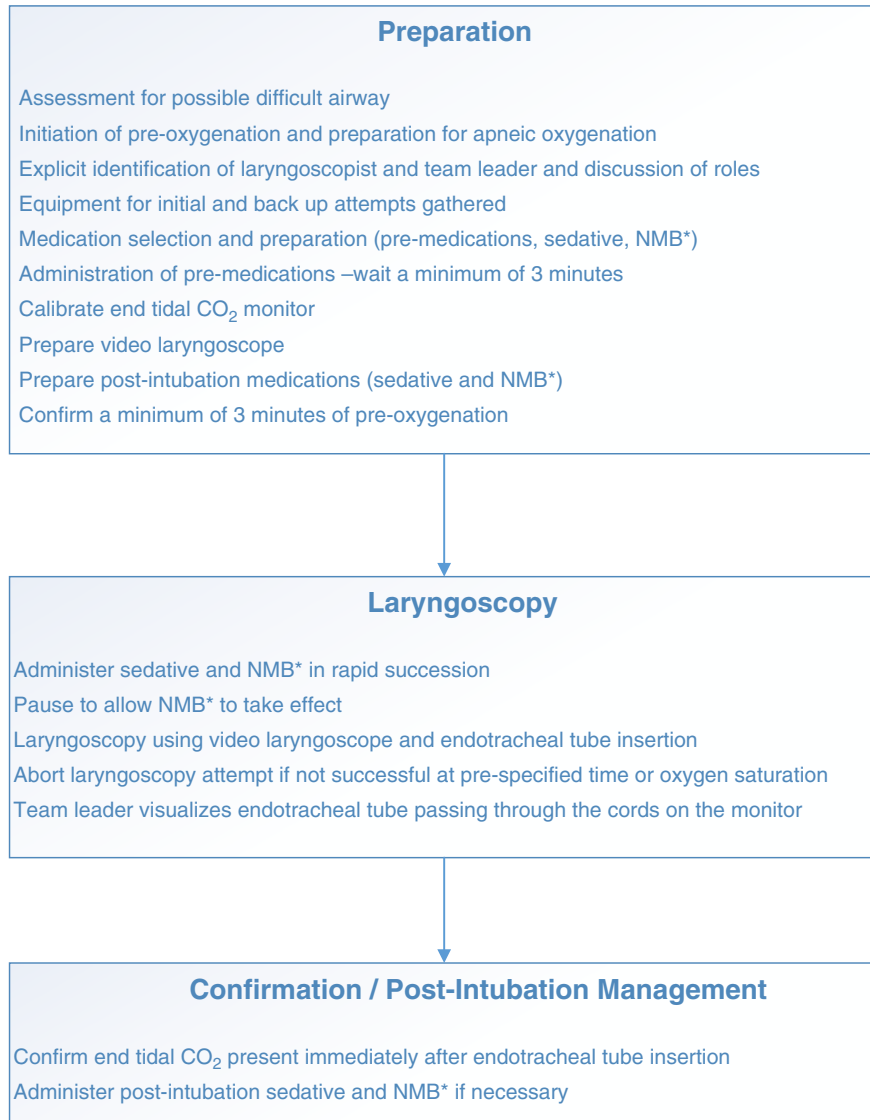 Preparation
Assessment for possible difficult airway
Initiation of pre-oxygenation and preparation for apneic oxygenation
Explicit identification of laryngoscopist and team leader and discussion of roles
Equipment for initial and back up attempts gathered
Medication selection and preparation (pre-medications, sedative, NMB*)
Administration of pre-medications –wait a minimum of 3 minutes
Calibrate end tidal CO₂ monitor
Prepare video laryngoscope
Prepare post-intubation medications (sedative and NMB*)
Confirm a minimum of 3 minutes of pre-oxygenation
Laryngoscopy
Administer sedative and NMB* in rapid succession
Pause to allow NMB* to take effect
Laryngoscopy using video laryngoscope and endotracheal tube insertion
Abort laryngoscopy attempt if not successful at pre-specified time or oxygen saturation
Team leader visualizes endotracheal tube passing through the cords on the monitor
Confirmation / Post-Intubation Management
Confirm end tidal CO₂ present immediately after endotracheal tube insertion
Administer post-intubation sedative and NMB* if necessary